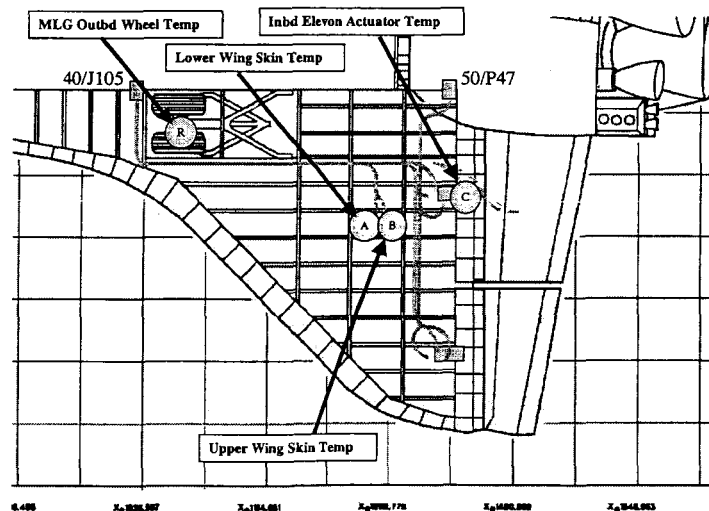 MLG Outbd Wheel Temp
Inbd Elevon Actuator Temp
Lower Wing Skin Temp
40/J105
50/P47
R
C
A
B
Upper Wing Skin Temp